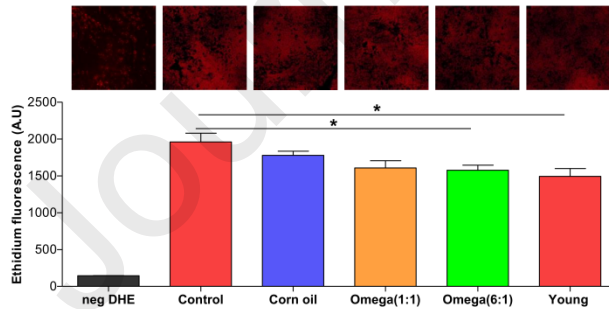 Ethidium fluorescence (A.U)
2500
2000
1500
1000
500
0
*
*
neg DHE Control Corn oil Omega(1:1) Omega(6:1) Young
Jou